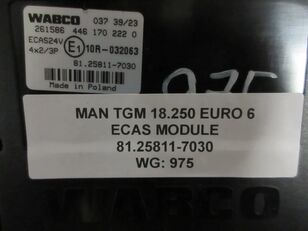 WABCO 037 39/23
261586 446 170 222 0
ECAS24V E1 10R-032063
4x2/3P
81.25811-7030
Made in Poland
975
MAN TGM 18.250 EURO 6
ECAS MODULE
81.25811-7030
WG: 975
WABCO